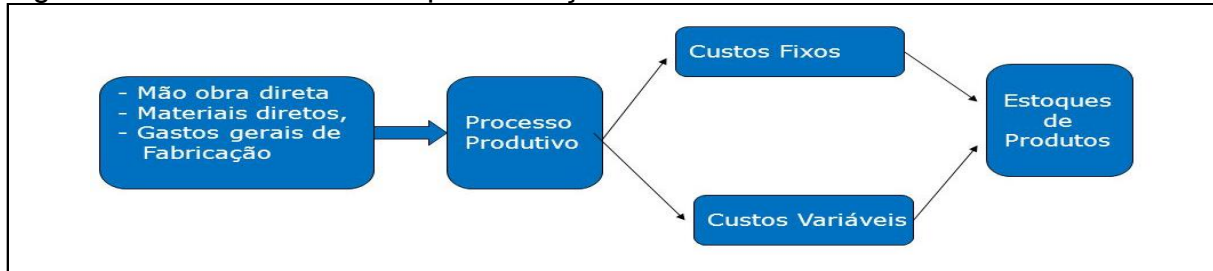 Custos Fixos
- Mão obra direta
- Materiais diretos,
- Gastos gerais de
Fabricação
Processo
Produtivo
Estoques
de
Produtos
Custos Variáveis